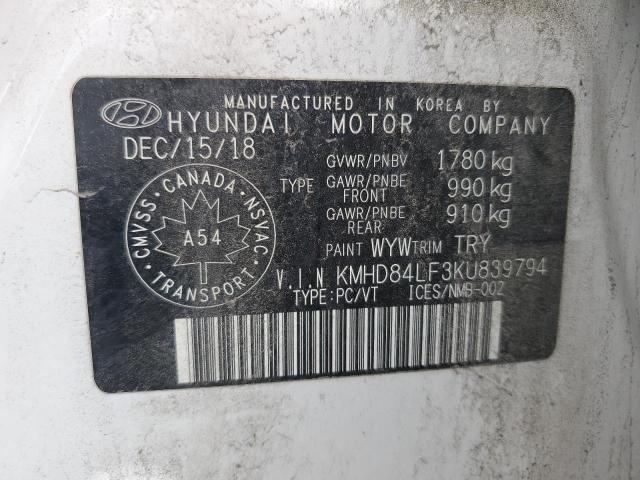 MANUFACTURED IN KOREA BY
HYUNDAI MOTOR COMPANY
DEC/15/18
GVWR/PNBV 1780 kg
TYPE GAWR/PNBE FRONT 990 kg
GAWR/PNBE REAR 910 kg
PAINT WYW TRIM TRY
CANADA
CMVSS NSVAC
A54
TRANSPORT
V.I.N KMHD84LF3KU839794
TYPE:PC/VT ICES/NMB-002